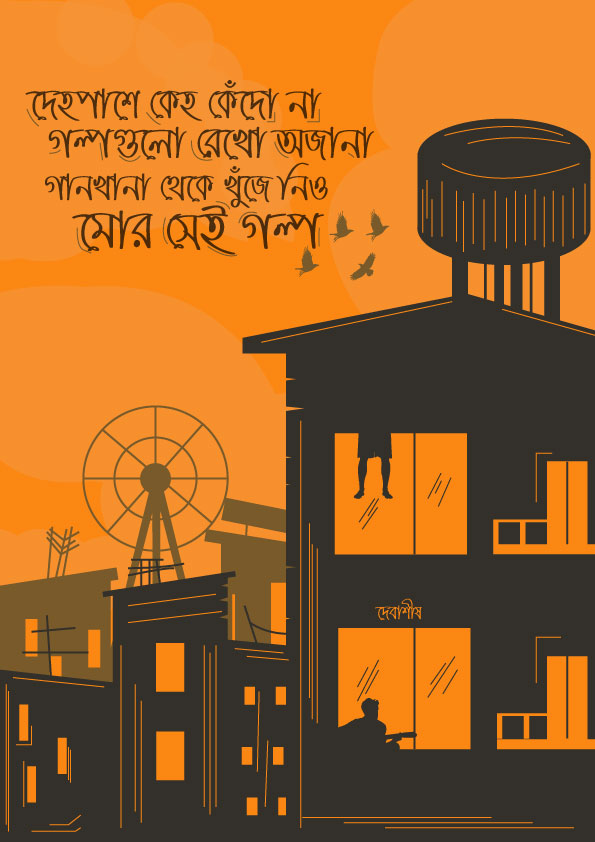 দেহপাশে কেহ কেঁদো না
গল্পগুলো রেখো অজানা
গানখানা থেকে খুঁজে নিও
মোর সেই গল্প
দেবাশীষ